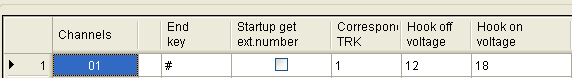 Channels End key Startup get ext.number Correspon TRK Hook off voltage Hook on voltage
1 01 # 1 12 18